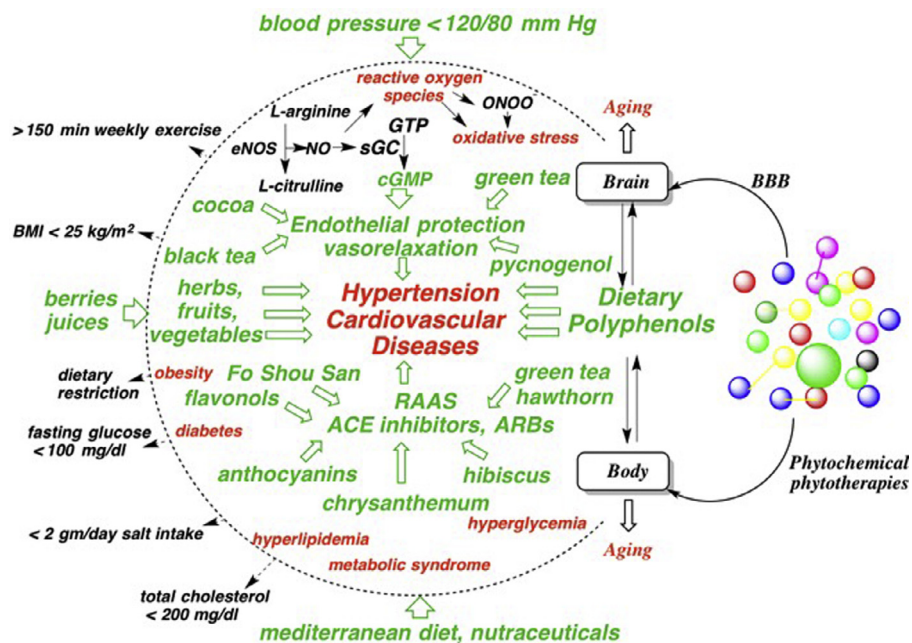 blood pressure <120/80 mm Hg
reactive oxygen
species
ONOO
Aging
L-arginine
GTP
oxidative stress
>150 min weekly exercise
eNOS
NO
sGC
L-citrulline
cGMP
green tea
Brain
BBB
cocoa
Endothelial protection
vasorelaxation
BMI < 25 kg/m²
black tea
pycnogenol
berries
juices
herbs,
fruits,
vegetables
Hypertension
Cardiovascular
Diseases
Dietary
Polyphenols
dietary
restriction
obesity
Fo Shou San
flavonols
green tea
hawthorn
RAAS
ACE inhibitors, ARBs
fasting glucose
<100 mg/dl
diabetes
anthocyanins
hibiscus
Body
Phytochemical
phytotherapies
chrysanthemum
< 2 gm/day salt intake
hyperlipidemia
hyperglycemia
metabolic syndrome
Aging
total cholesterol
< 200 mg/dl
mediterranean diet, nutraceuticals